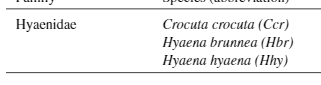 Family Species (abbreviation)
Hyaenidae Crocuta crocuta (Ccr)
Hyaena brunnea (Hbr)
Hyaena hyaena (Hhy)